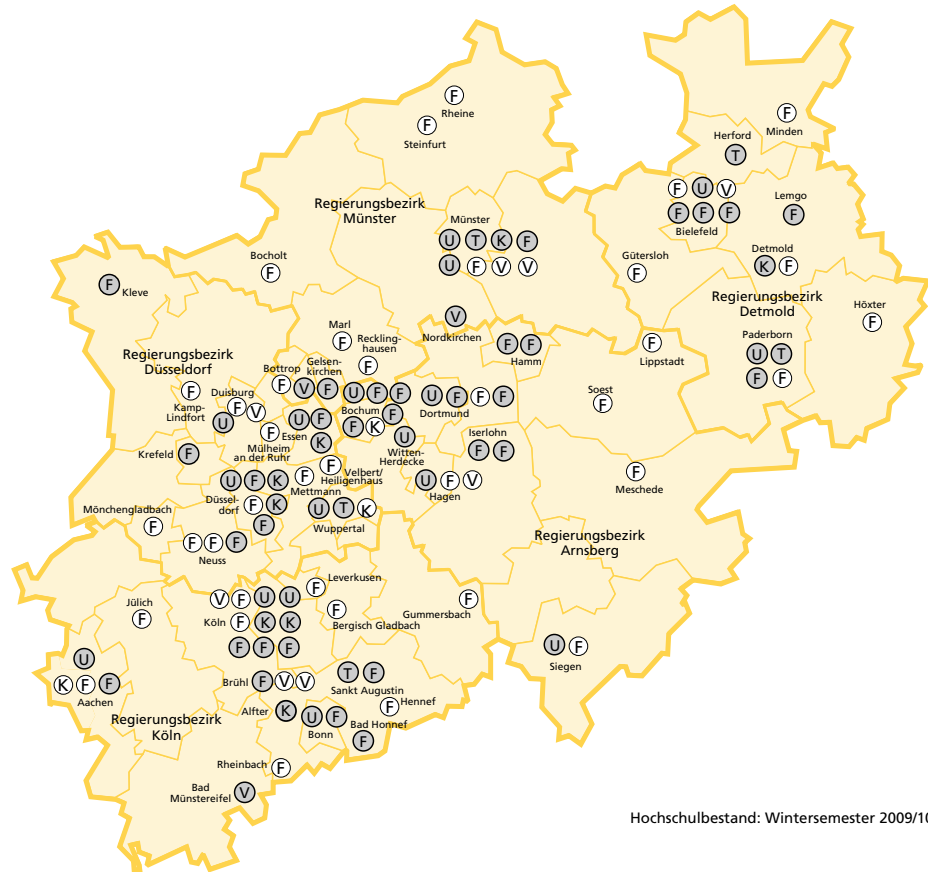 F
Rheine
F
Steinfurt
F
Minden
Herford
T
F U V
F F F
Bielefeld
Lemgo
F
Regierungsbezirk
Münster
Münster
U T K F
U F V V
Bocholt
F
Gütersloh
F
Detmold
K F
F
Kleve
Regierungsbezirk
Detmold
Höxter
F
V
Nordkirchen
Marl
F
Reckling-
hausen
F
F F
Hamm
F
Lippstadt
Paderborn
U T
F F
Regierungsbezirk
Düsseldorf
Bottrop
F
Gelsen-
kirchen
V F
U F F
Bochum
F
F K
U F F F
Dortmund
Soest
F
F
Kamp-
Lindfort
Duisburg
F V
U
F
Mülheim
an der Ruhr
U F
Essen
K
U
Witten-
Herdecke
Iserlohn
F F
Krefeld
F
F
Velbert/
Heiligenhaus
F
Mettmann
U F V
Hagen
F
Meschede
U F K
Düssel-
dorf
F K
F
U T K
Wuppertal
Mönchengladbach
F
F F F
Neuss
Regierungsbezirk
Arnsberg
Jülich
F
V F U U
Köln
F K K
F F F
Leverkusen
F
F
Bergisch Gladbach
Gummersbach
F
U F
Siegen
U
K F F
Aachen
Brühl
F V V
T F
Sankt Augustin
Hennef
F
Regierungsbezirk
Köln
Alfter
K
U F
Bonn
Bad Honnef
F
Rheinbach
F
Bad
Münstereifel
V
Hochschulbestand: Wintersemester 2009/10